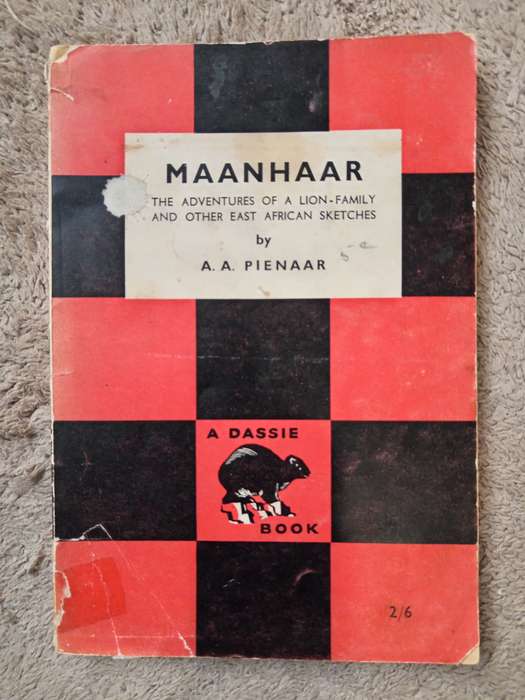 MAANHAAR
THE ADVENTURES OF A LION-FAMILY
AND OTHER EAST AFRICAN SKETCHES
by
A. A. PIENAAR
A DASSIE
BOOK
2/6